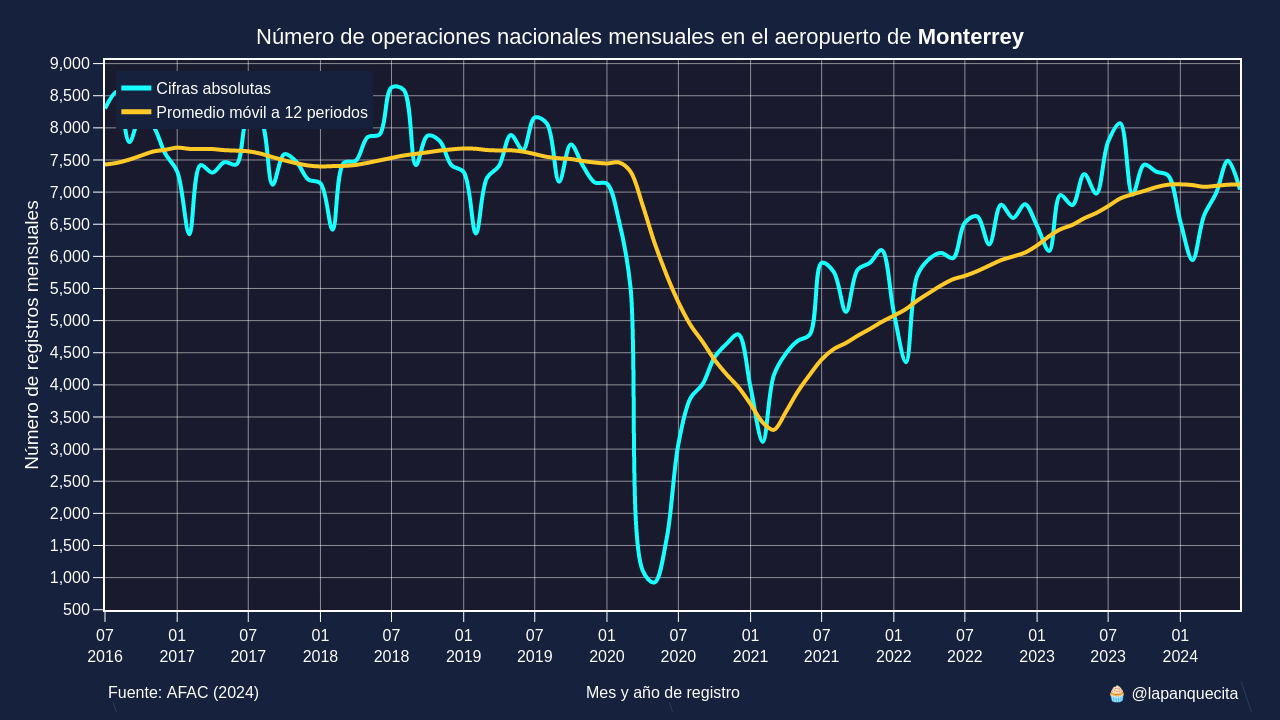 Número de operaciones nacionales mensuales en el aeropuerto de Monterrey
Cifras absolutas
Promedio móvil a 12 periodos
Número de registros mensuales
9,000
8,500
8,000
7,500
7,000
6,500
6,000
5,500
5,000
4,500
4,000
3,500
3,000
2,500
2,000
1,500
1,000
500
07 01 07 01 07 01 07 01 07 01 07 01 07 01 07 01
2016 2017 2017 2018 2018 2019 2019 2020 2020 2021 2021 2022 2022 2023 2023 2024
Fuente: AFAC (2024)
Mes y año de registro
🧁 @lapanquecita